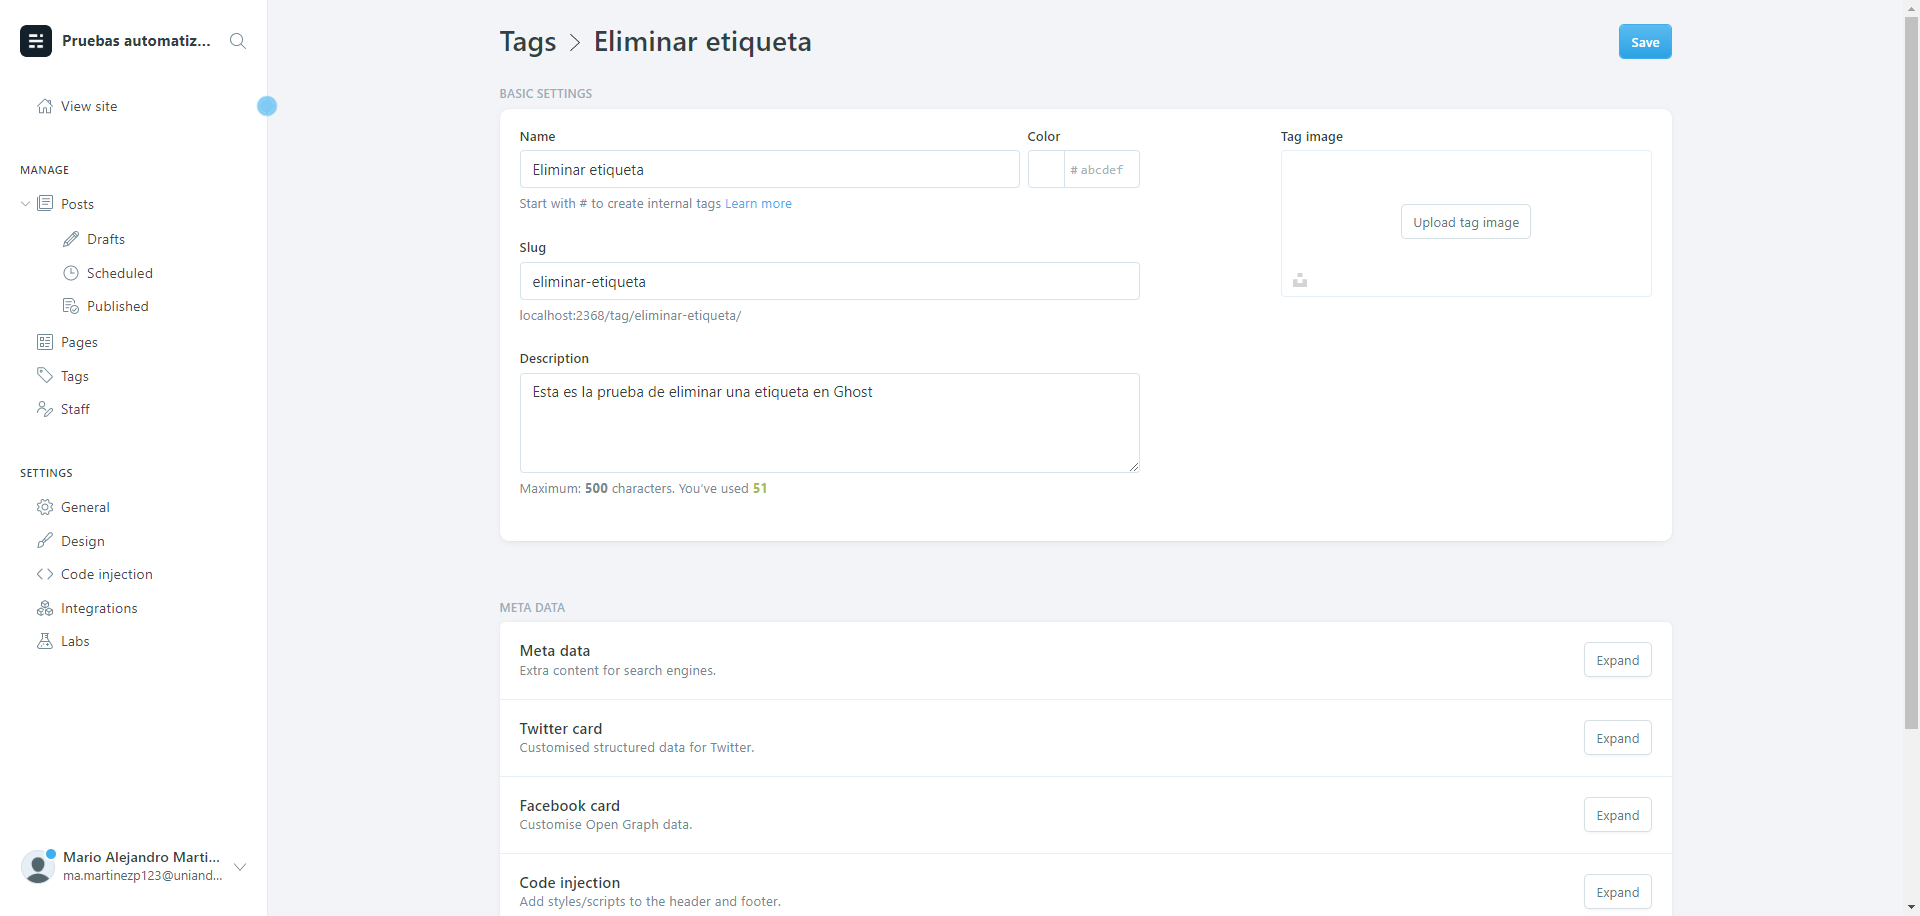 Pruebas automatiz...
View site
MANAGE
Posts
Drafts
Scheduled
Published
Pages
Tags
Staff
SETTINGS
General
Design
Code injection
Integrations
Labs
Mario Alejandro Marti...
ma.martinezp123@uniand...
Tags > Eliminar etiqueta
Save
BASIC SETTINGS
Name
Eliminar etiqueta
Start with # to create internal tags Learn more
Color
# abcdef
Slug
eliminar-etiqueta
localhost:2368/tag/eliminar-etiqueta/
Description
Esta es la prueba de eliminar una etiqueta en Ghost
Maximum: 500 characters. You’ve used 51
Tag image
Upload tag image
META DATA
Meta data
Extra content for search engines.
Expand
Twitter card
Customised structured data for Twitter.
Expand
Facebook card
Customise Open Graph data.
Expand
Code injection
Add styles/scripts to the header and footer.
Expand